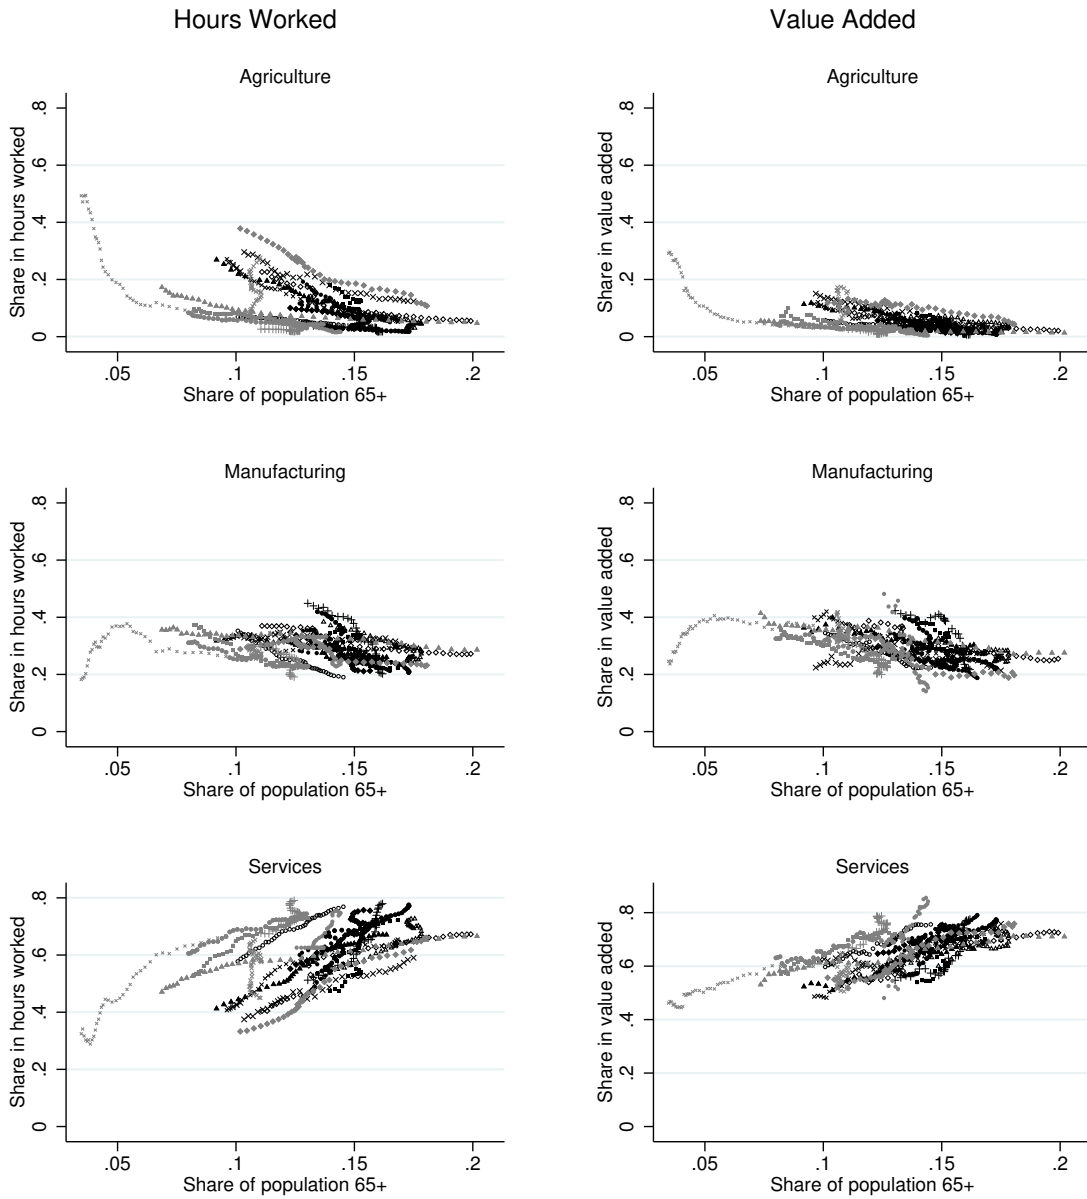 Hours Worked
Value Added
Agriculture
Share in hours worked
0 .2 .4 .6 .8
.05 .1 .15 .2
Share of population 65+
Agriculture
Share in value added
0 .2 .4 .6 .8
.05 .1 .15 .2
Share of population 65+
Manufacturing
Share in hours worked
0 .2 .4 .6 .8
.05 .1 .15 .2
Share of population 65+
Manufacturing
Share in value added
0 .2 .4 .6 .8
.05 .1 .15 .2
Share of population 65+
Services
Share in hours worked
0 .2 .4 .6 .8
.05 .1 .15 .2
Share of population 65+
Services
Share in value added
0 .2 .4 .6 .8
.05 .1 .15 .2
Share of population 65+